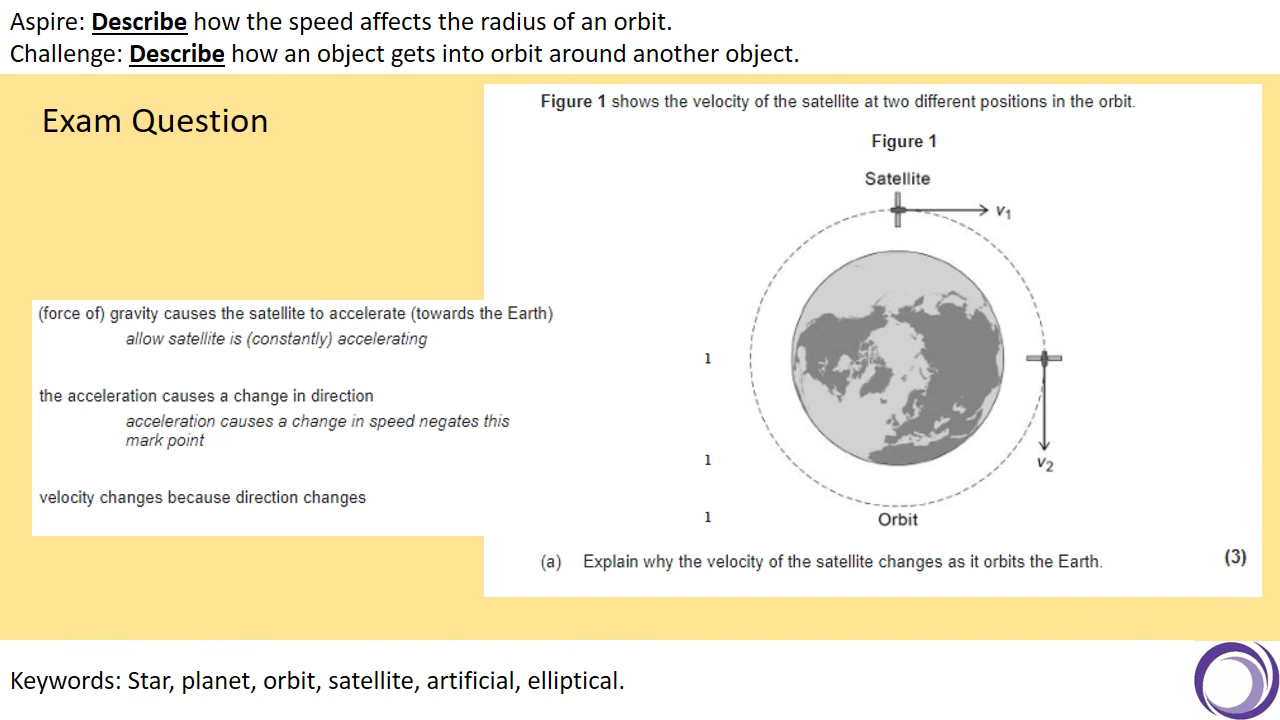 Aspire: Describe how the speed affects the radius of an orbit.
Challenge: Describe how an object gets into orbit around another object.
Exam Question
Figure 1 shows the velocity of the satellite at two different positions in the orbit.
Figure 1
Satellite
v1
v2
Orbit
(a) Explain why the velocity of the satellite changes as it orbits the Earth.
(3)
(force of) gravity causes the satellite to accelerate (towards the Earth)
allow satellite is (constantly) accelerating
1
the acceleration causes a change in direction
acceleration causes a change in speed negates this
mark point
1
velocity changes because direction changes
1
Keywords: Star, planet, orbit, satellite, artificial, elliptical.